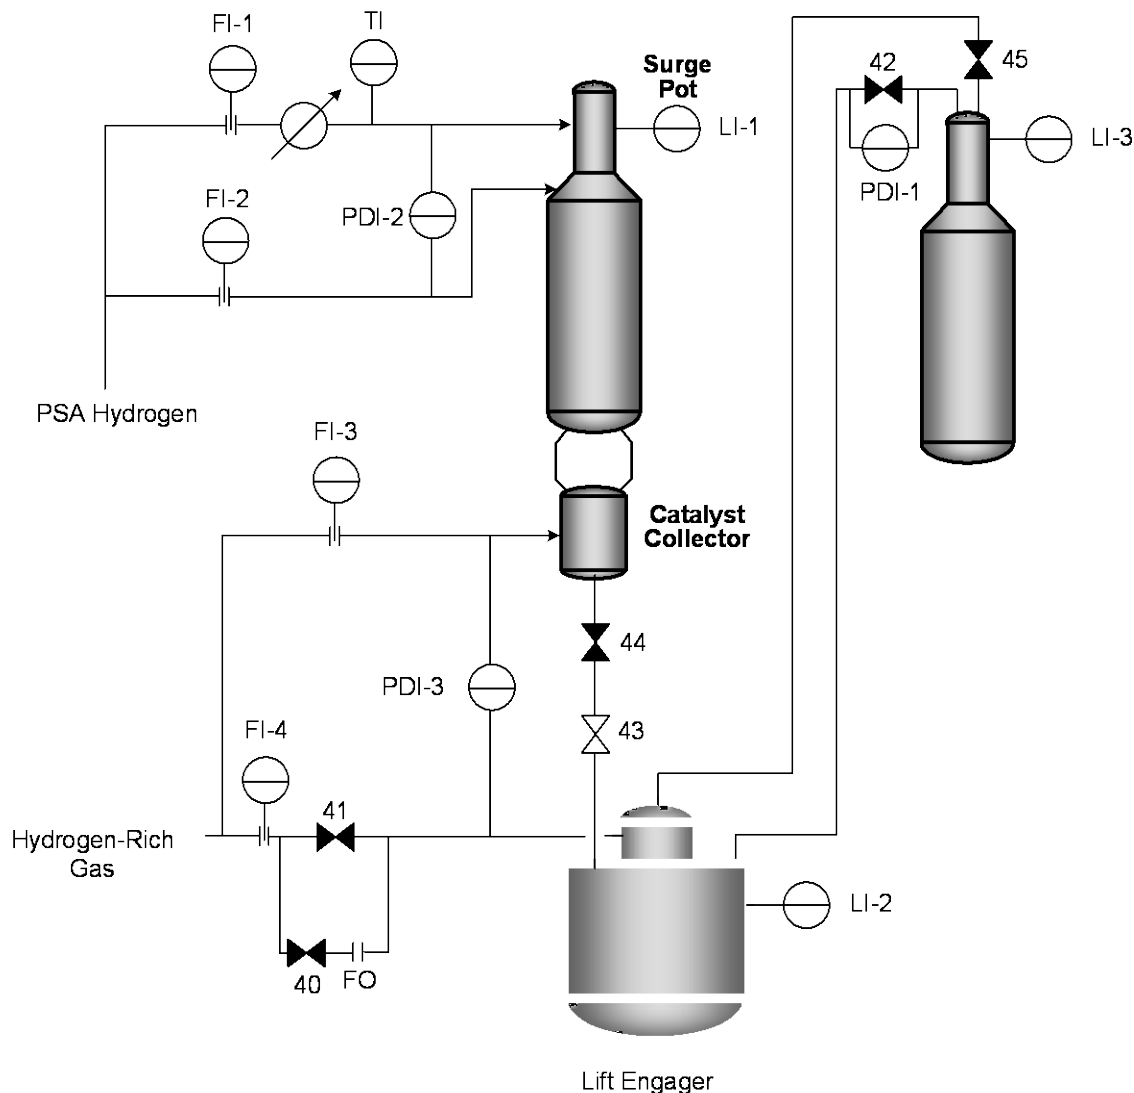 FI-1
TI
Surge
Pot
42
45
LI-1
LI-3
PDI-1
FI-2
PDI-2
PSA Hydrogen
FI-3
Catalyst
Collector
44
PDI-3
43
FI-4
41
Hydrogen-Rich
Gas
LI-2
40
FO
Lift Engager